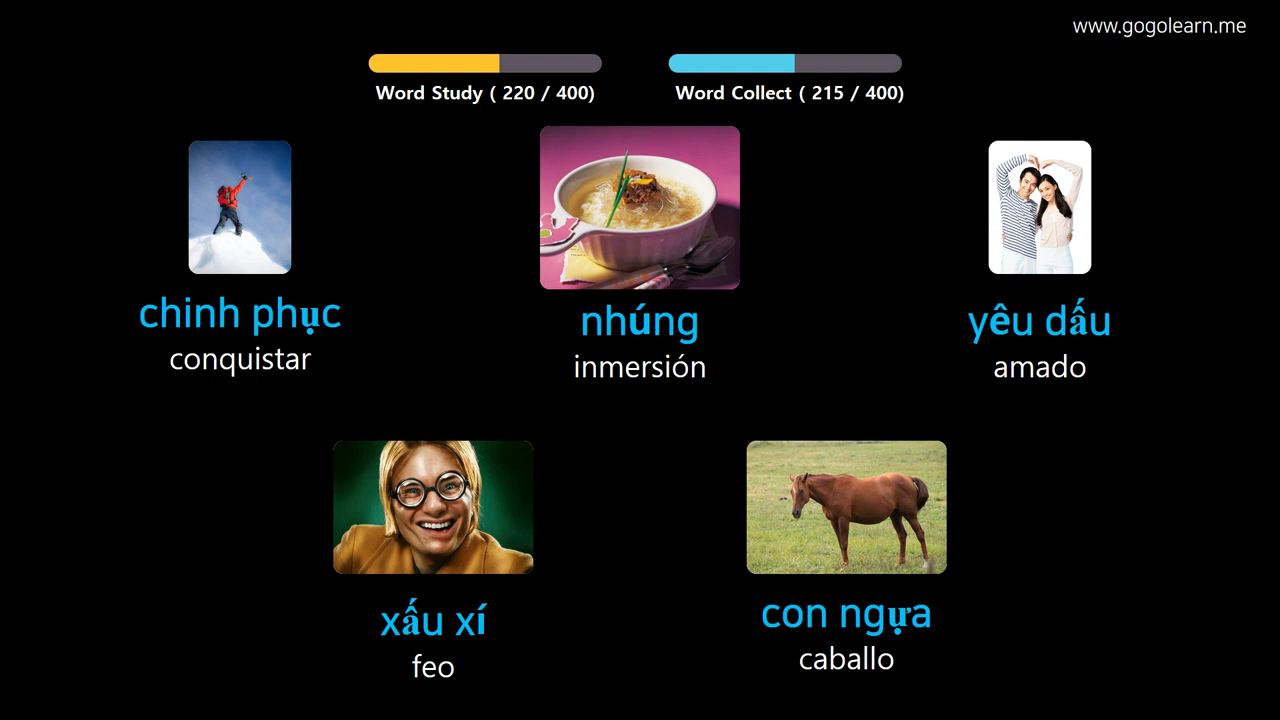 www.gogolearn.me
Word Study ( 220 / 400)
Word Collect ( 215 / 400)
chinh phục
conquistar
nhúng
inmersión
yêu dấu
amado
xấu xí
feo
con ngựa
caballo